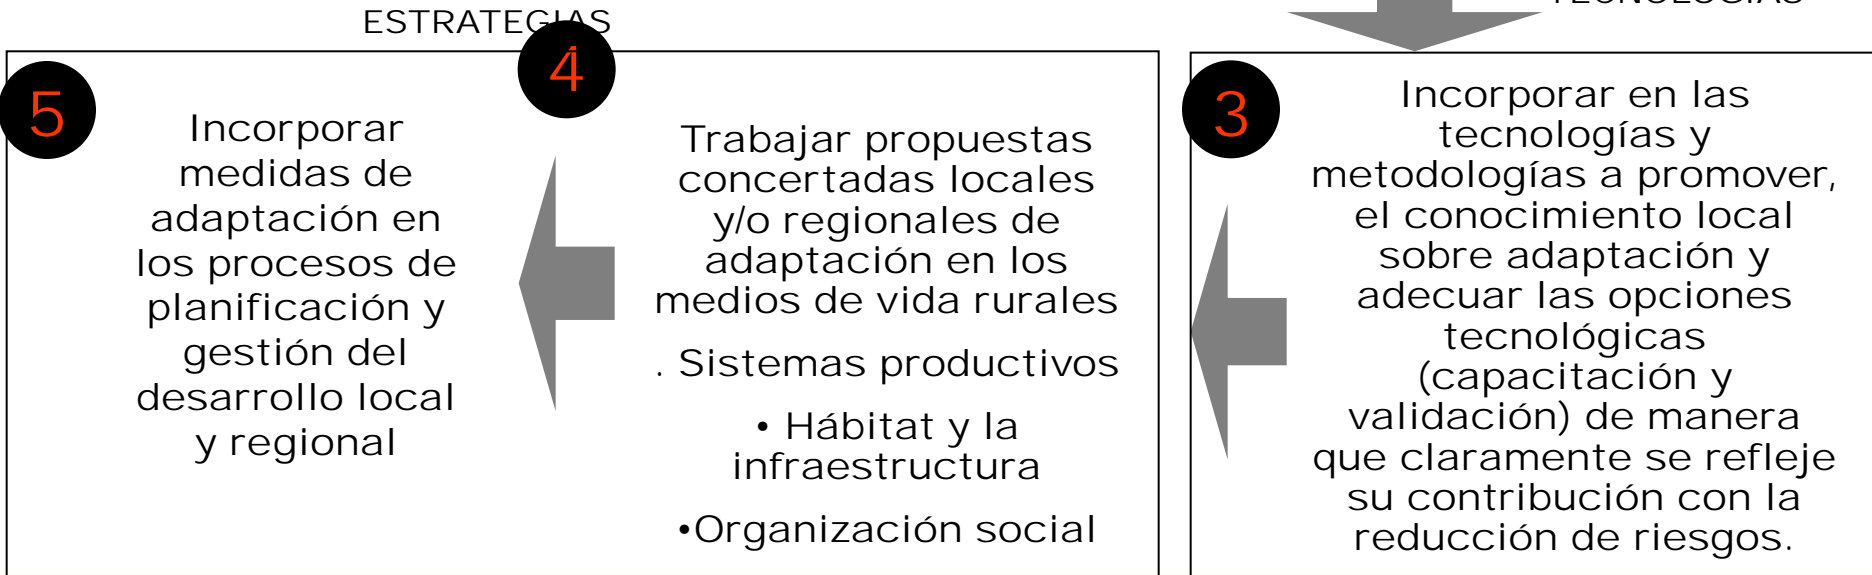 ESTRATEGIAS
TECNOLOGIAS
5
Incorporar
medidas de
adaptación en
los procesos de
planificación y
gestión del
desarrollo local
y regional
4
Trabajar propuestas
concertadas locales
y/o regionales de
adaptación en los
medios de vida rurales
. Sistemas productivos
• Hábitat y la
infraestructura
•Organización social
3
Incorporar en las
tecnologías y
metodologías a promover,
el conocimiento local
sobre adaptación y
adecuar las opciones
tecnológicas
(capacitación y
validación) de manera
que claramente se refleje
su contribución con la
reducción de riesgos.